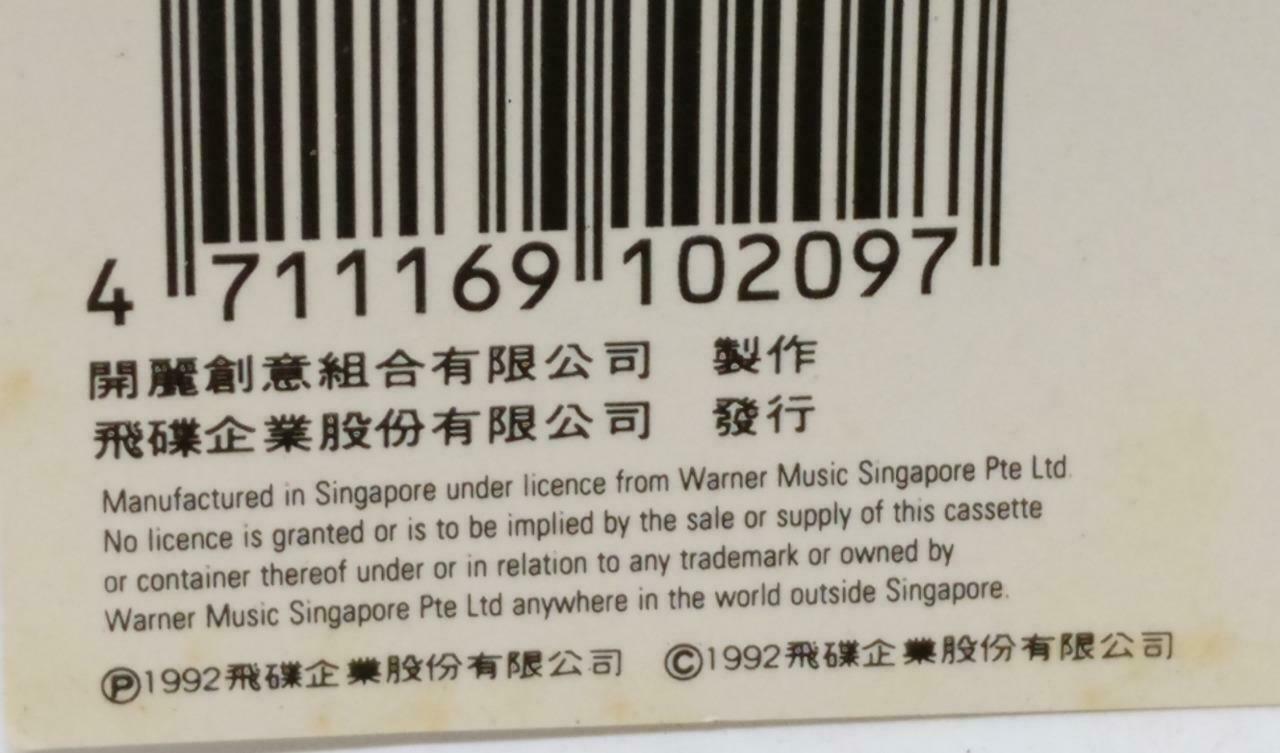 4 711169 102097
開麗創意組合有限公司 製作
飛碟企業股份有限公司 發行
Manufactured in Singapore under licence from Warner Music Singapore Pte Ltd.
No licence is granted or is to be implied by the sale or supply of this cassette
or container thereof under or in relation to any trademark or owned by
Warner Music Singapore Pte Ltd anywhere in the world outside Singapore.
Ⓟ1992飛碟企業股份有限公司 ©1992飛碟企業股份有限公司